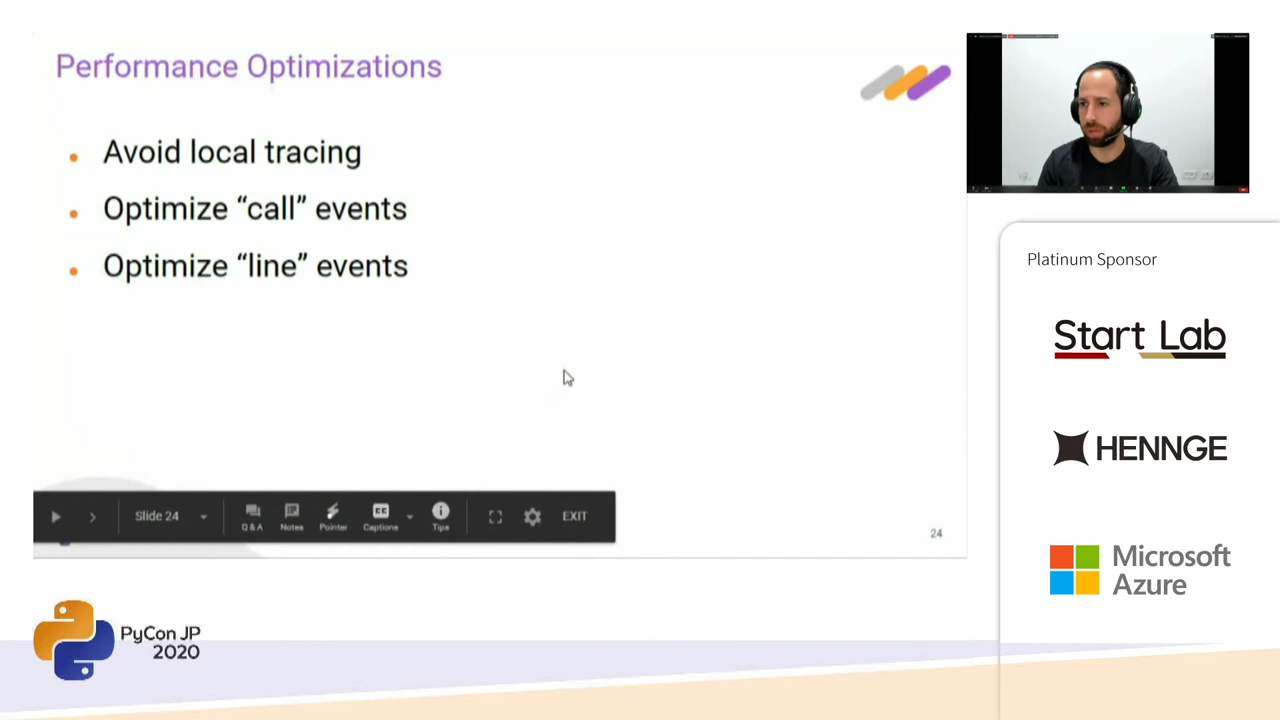 Performance Optimizations
Avoid local tracing
Optimize “call” events
Optimize “line” events
Slide 24
Q & A
Notes
Pointer
Captions
Tips
EXIT
24
Platinum Sponsor
Start Lab
HENNGE
Microsoft
Azure
PyCon JP
2020